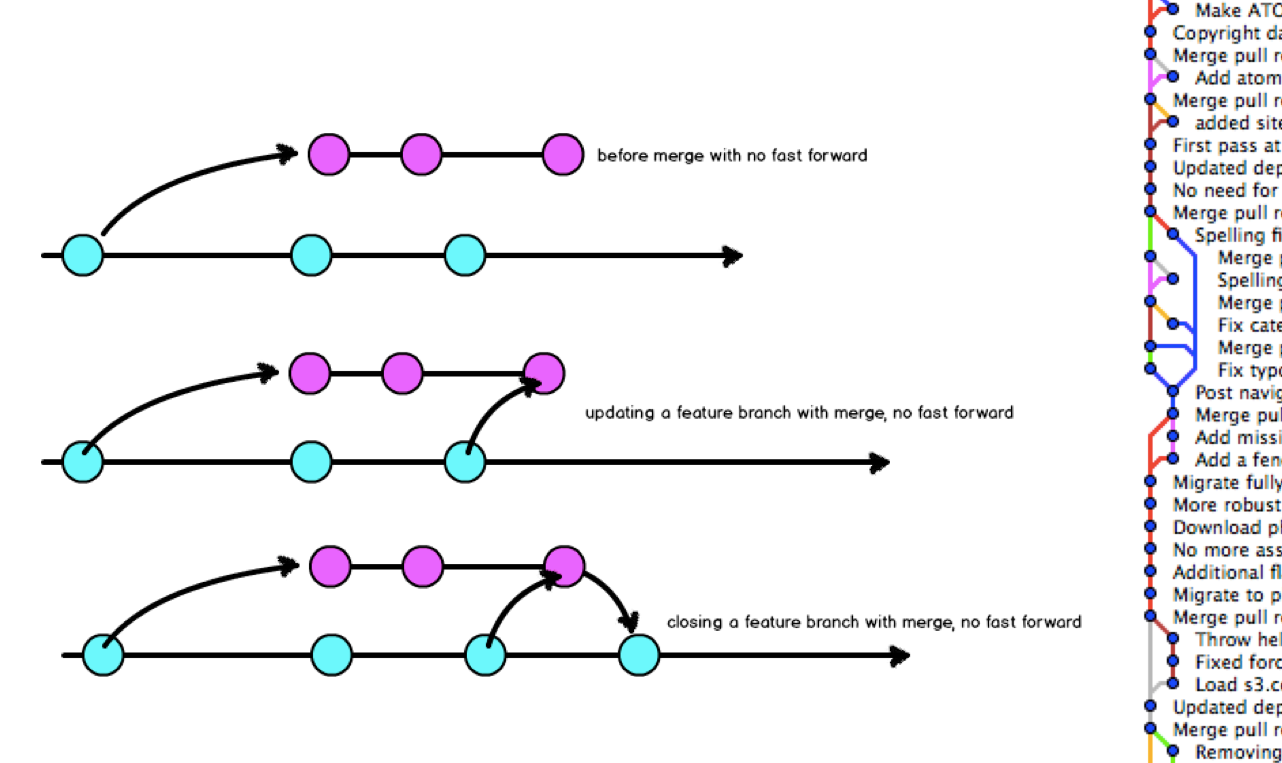 before merge with no fast forward
updating a feature branch with merge, no fast forward
closing a feature branch with merge, no fast forward
Make ATO
Copyright da
Merge pull r
Add atom
Merge pull r
added site
First pass at
Updated dep
No need for
Merge pull r
Spelling fi
Merge p
Spelling
Merge p
Fix cate
Merge p
Fix typo
Post navig
Merge pul
Add missi
Add a fen
Migrate fully
More robust
Download pl
No more ass
Additional fl
Migrate to p
Merge pull r
Throw hel
Fixed forc
Load s3.c
Updated dep
Merge pull r
Removing